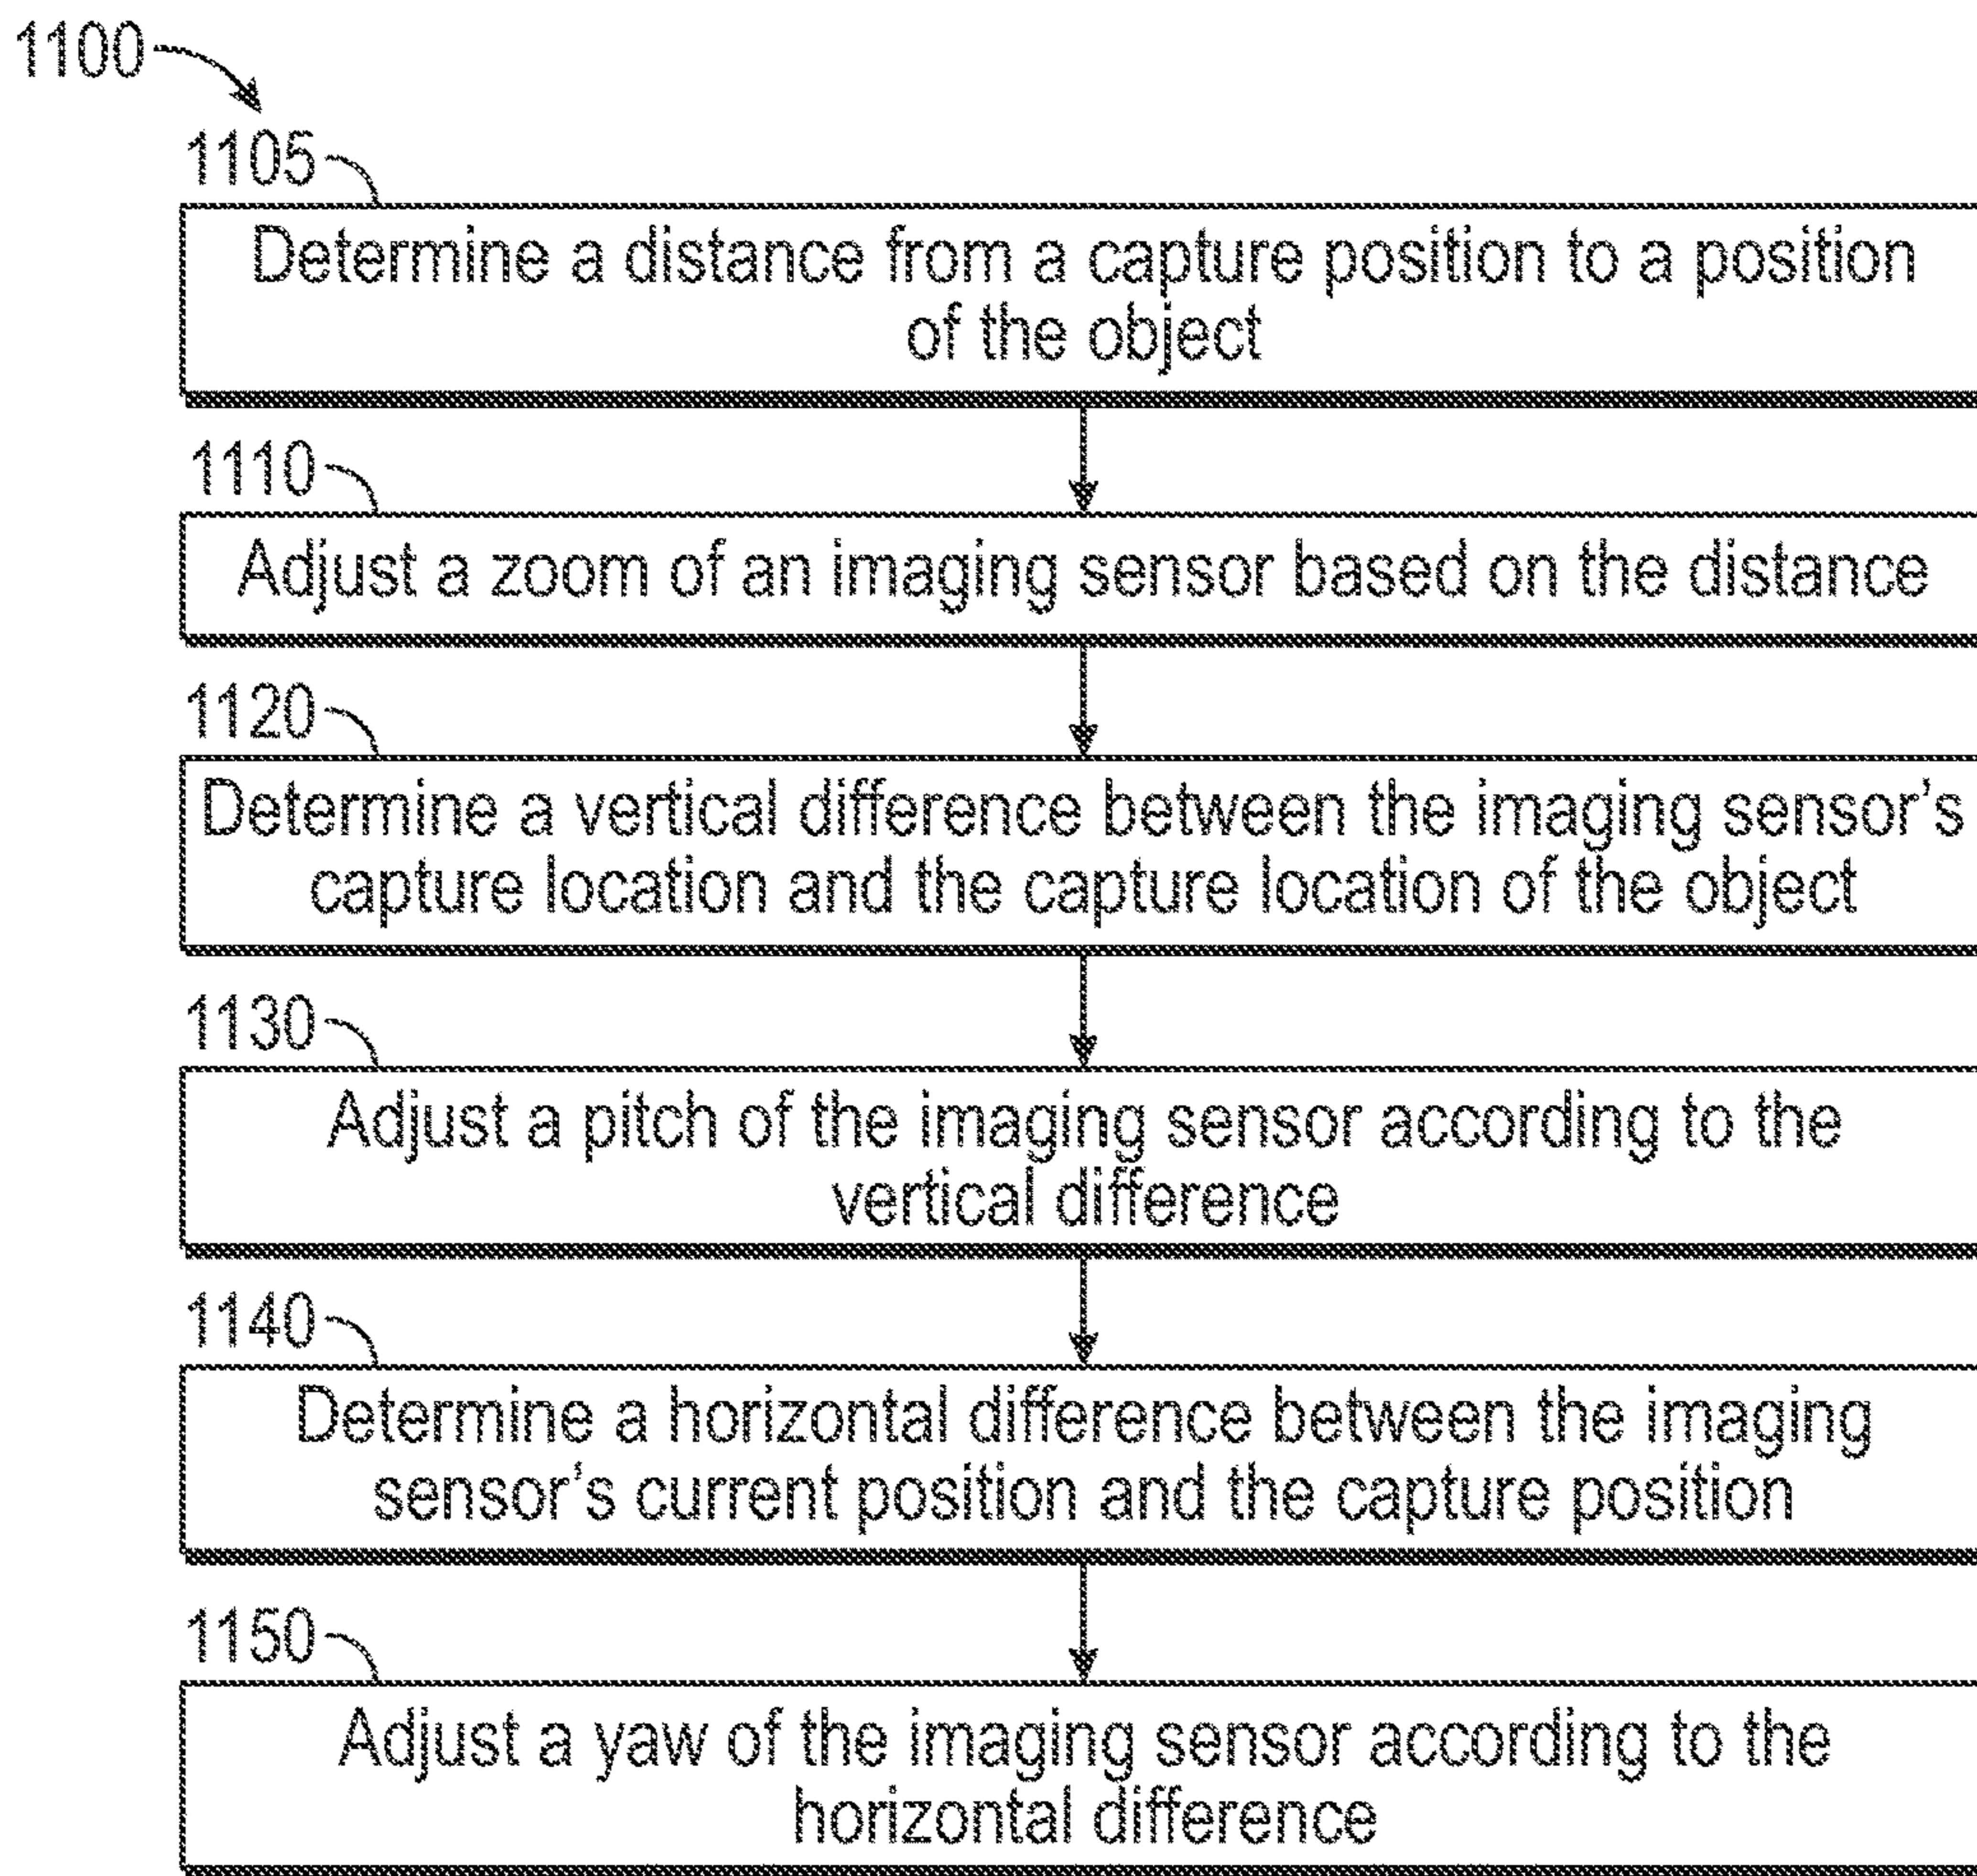 1100
1105
Determine a distance from a capture position to a position
of the object
1110
Adjust a zoom of an imaging sensor based on the distance
1120
Determine a vertical difference between the imaging sensor's
capture location and the capture location of the object
1130
Adjust a pitch of the imaging sensor according to the
vertical difference
1140
Determine a horizontal difference between the imaging
sensor's current position and the capture position
1150
Adjust a yaw of the imaging sensor according to the
horizontal difference